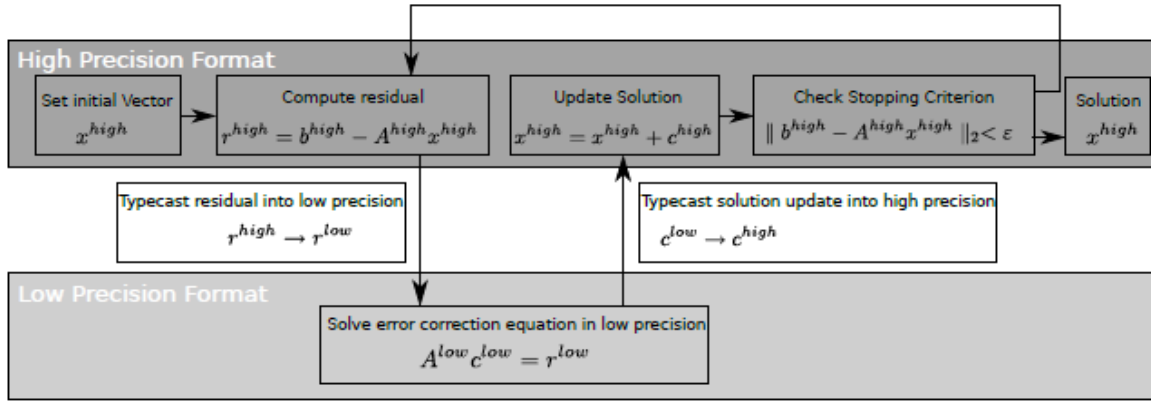 High Precision Format
Set initial Vector
x^{high}
Compute residual
r^{high} = b^{high} − A^{high}x^{high}
Update Solution
x^{high} = x^{high} + c^{high}
Check Stopping Criterion
∥ b^{high} − A^{high}x^{high} ∥_2< ε
Solution
x^{high}
Typecast residual into low precision
r^{high} → r^{low}
Typecast solution update into high precision
c^{low} → c^{high}
Low Precision Format
Solve error correction equation in low precision
A^{low}c^{low} = r^{low}